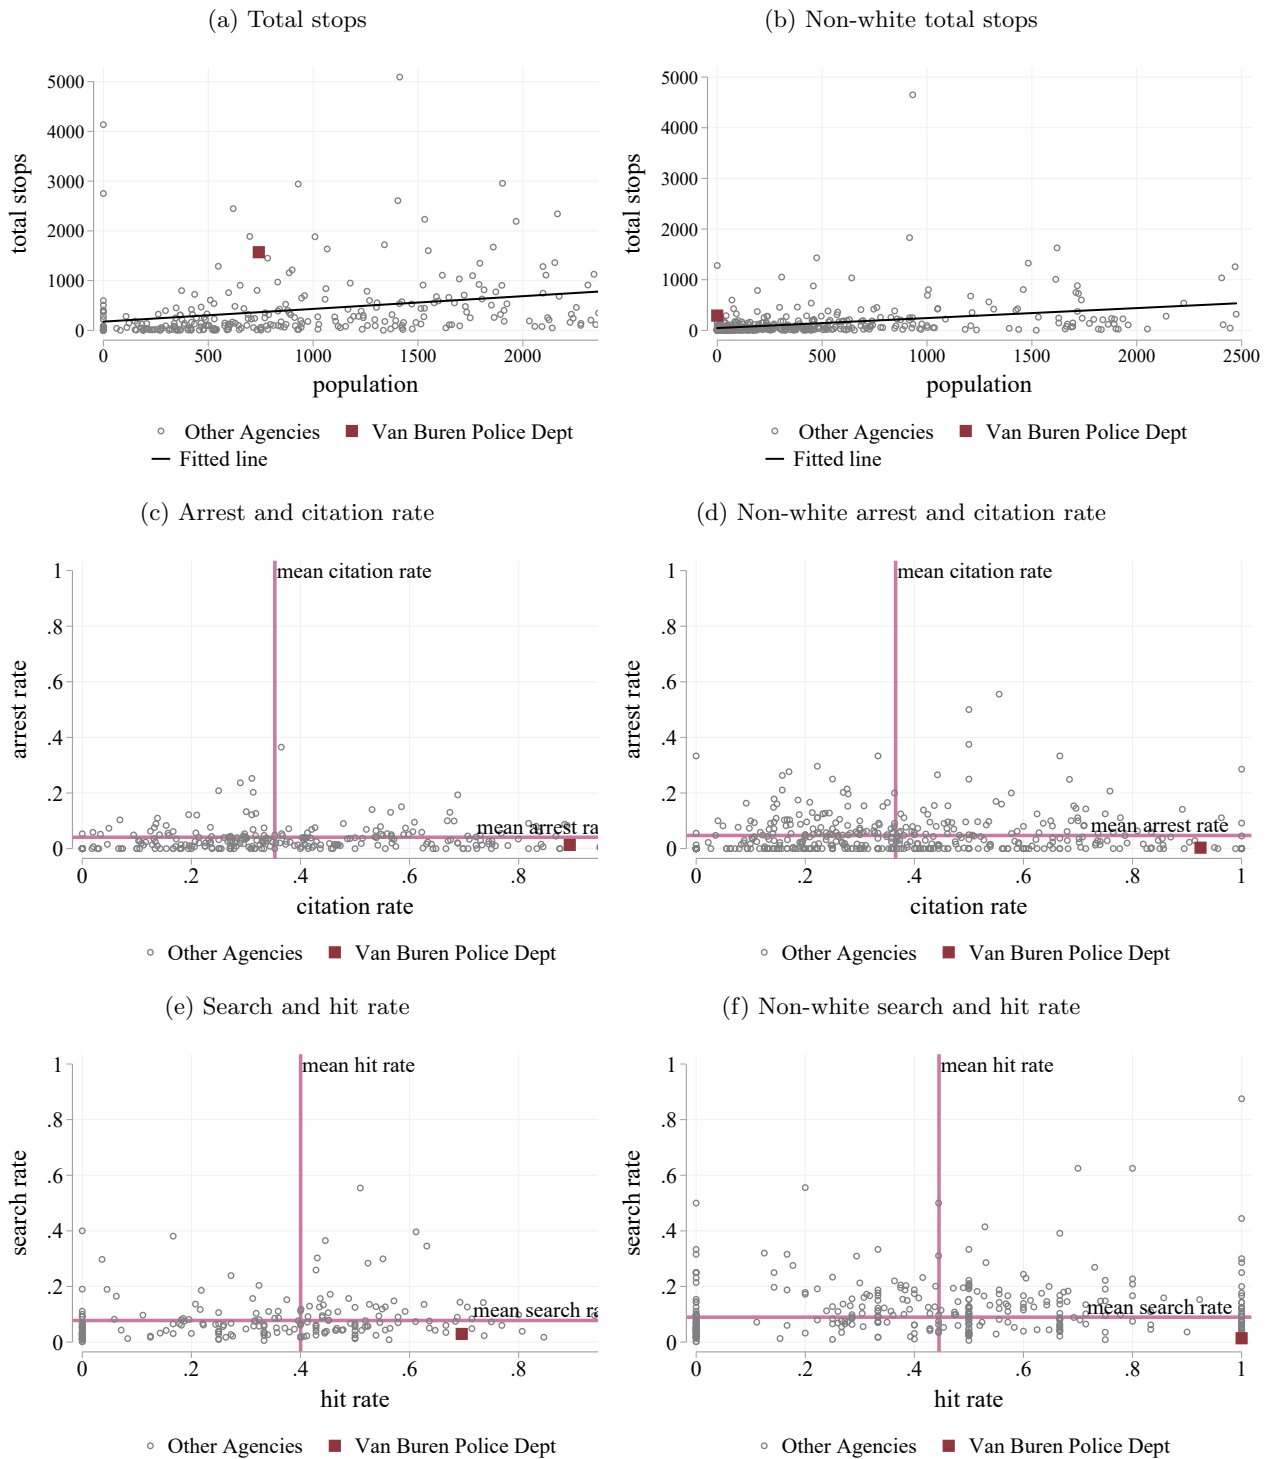 (a) Total stops
(b) Non-white total stops
total stops
5000
4000
3000
2000
1000
0
0 500 1000 1500 2000
population
Other Agencies Van Buren Police Dept
Fitted line
total stops
5000
4000
3000
2000
1000
0
0 500 1000 1500 2000 2500
population
Other Agencies Van Buren Police Dept
Fitted line
(c) Arrest and citation rate
(d) Non-white arrest and citation rate
arrest rate
1
.8
.6
.4
.2
0
mean citation rate
mean arrest ra
0 .2 .4 .6 .8
citation rate
Other Agencies Van Buren Police Dept
arrest rate
1
.8
.6
.4
.2
0
mean citation rate
mean arrest rate
0 .2 .4 .6 .8 1
citation rate
Other Agencies Van Buren Police Dept
(e) Search and hit rate
(f) Non-white search and hit rate
search rate
1
.8
.6
.4
.2
0
mean hit rate
mean search ra
0 .2 .4 .6 .8
hit rate
Other Agencies Van Buren Police Dept
search rate
1
.8
.6
.4
.2
0
mean hit rate
mean search rate
0 .2 .4 .6 .8 1
hit rate
Other Agencies Van Buren Police Dept